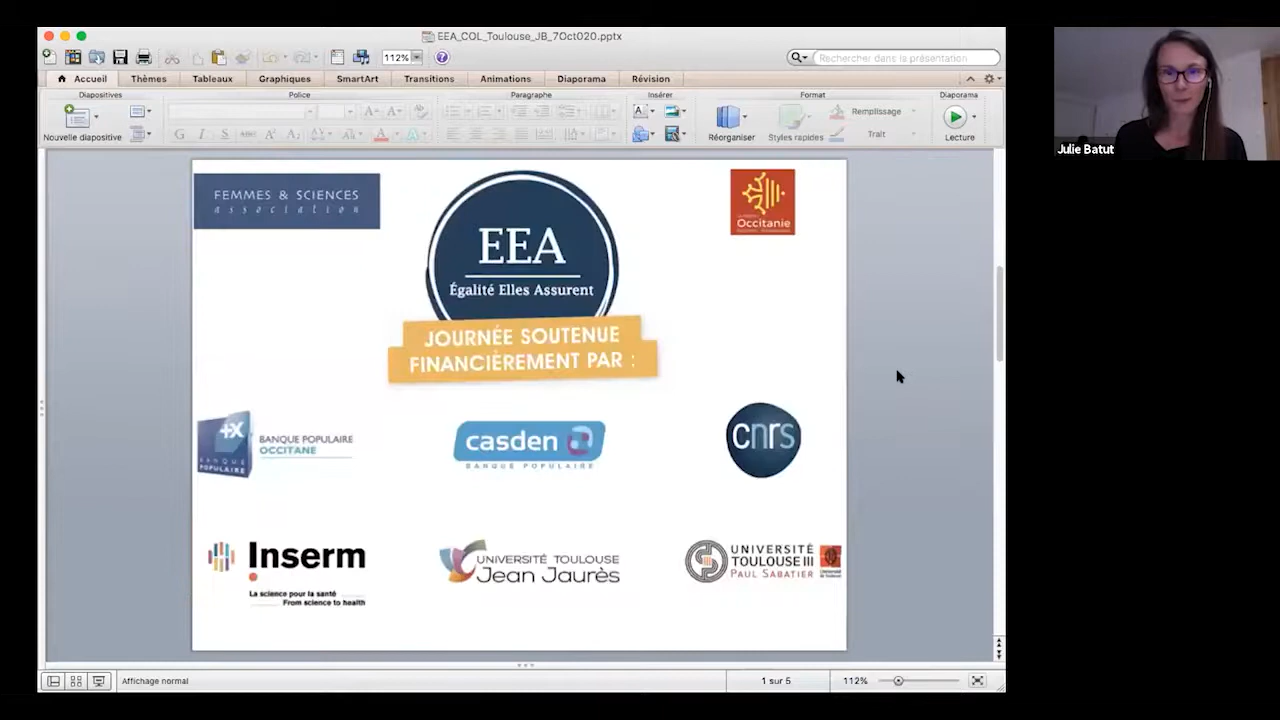 EEA_COL_Toulouse_JB_7Oct020.pptx
112%
Rechercher dans la présentation
Accueil
Thèmes
Tableaux
Graphiques
SmartArt
Transitions
Animations
Diaporama
Révision
Diapositives
Police
Paragraphe
Insérer
Format
Diaporama
Nouvelle diapositive
G I S ABC
Réorganiser
Styles rapides
Remplissage
Trait
Lecture
FEMMES & SCIENCES
association
EEA
Égalité Elles Assurent
JOURNÉE SOUTENUE
FINANCIÈREMENT PAR :
Occitanie
+X
BANQUE
POPULAIRE
BANQUE POPULAIRE
OCCITANE
casden
BANQUE POPULAIRE
cnrs
Inserm
La science pour la santé
From science to health
UNIVERSITÉ TOULOUSE
Jean Jaurès
UNIVERSITÉ
TOULOUSE III
PAUL SABATIER
Affichage normal
1 sur 5
112%
Julie Batut